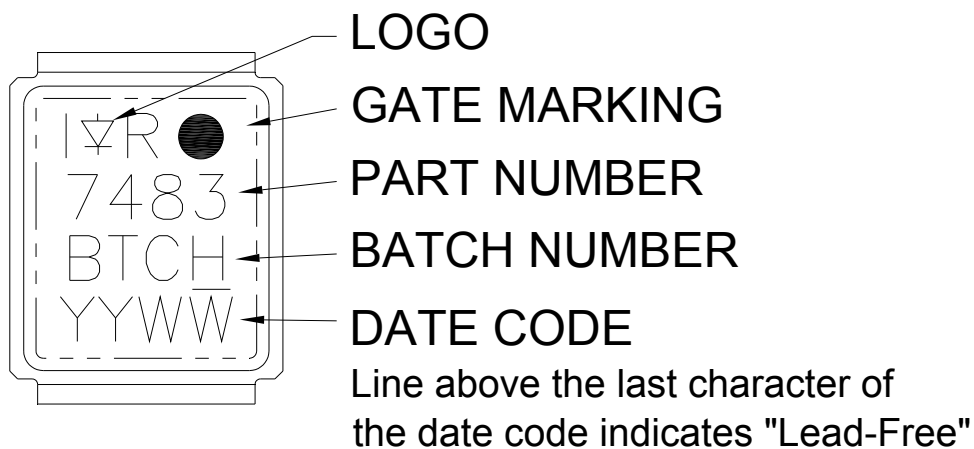 LOGO
GATE MARKING
PART NUMBER
BATCH NUMBER
DATE CODE
Line above the last character of
the date code indicates "Lead-Free"
I R
7483
BTCH
YYWW